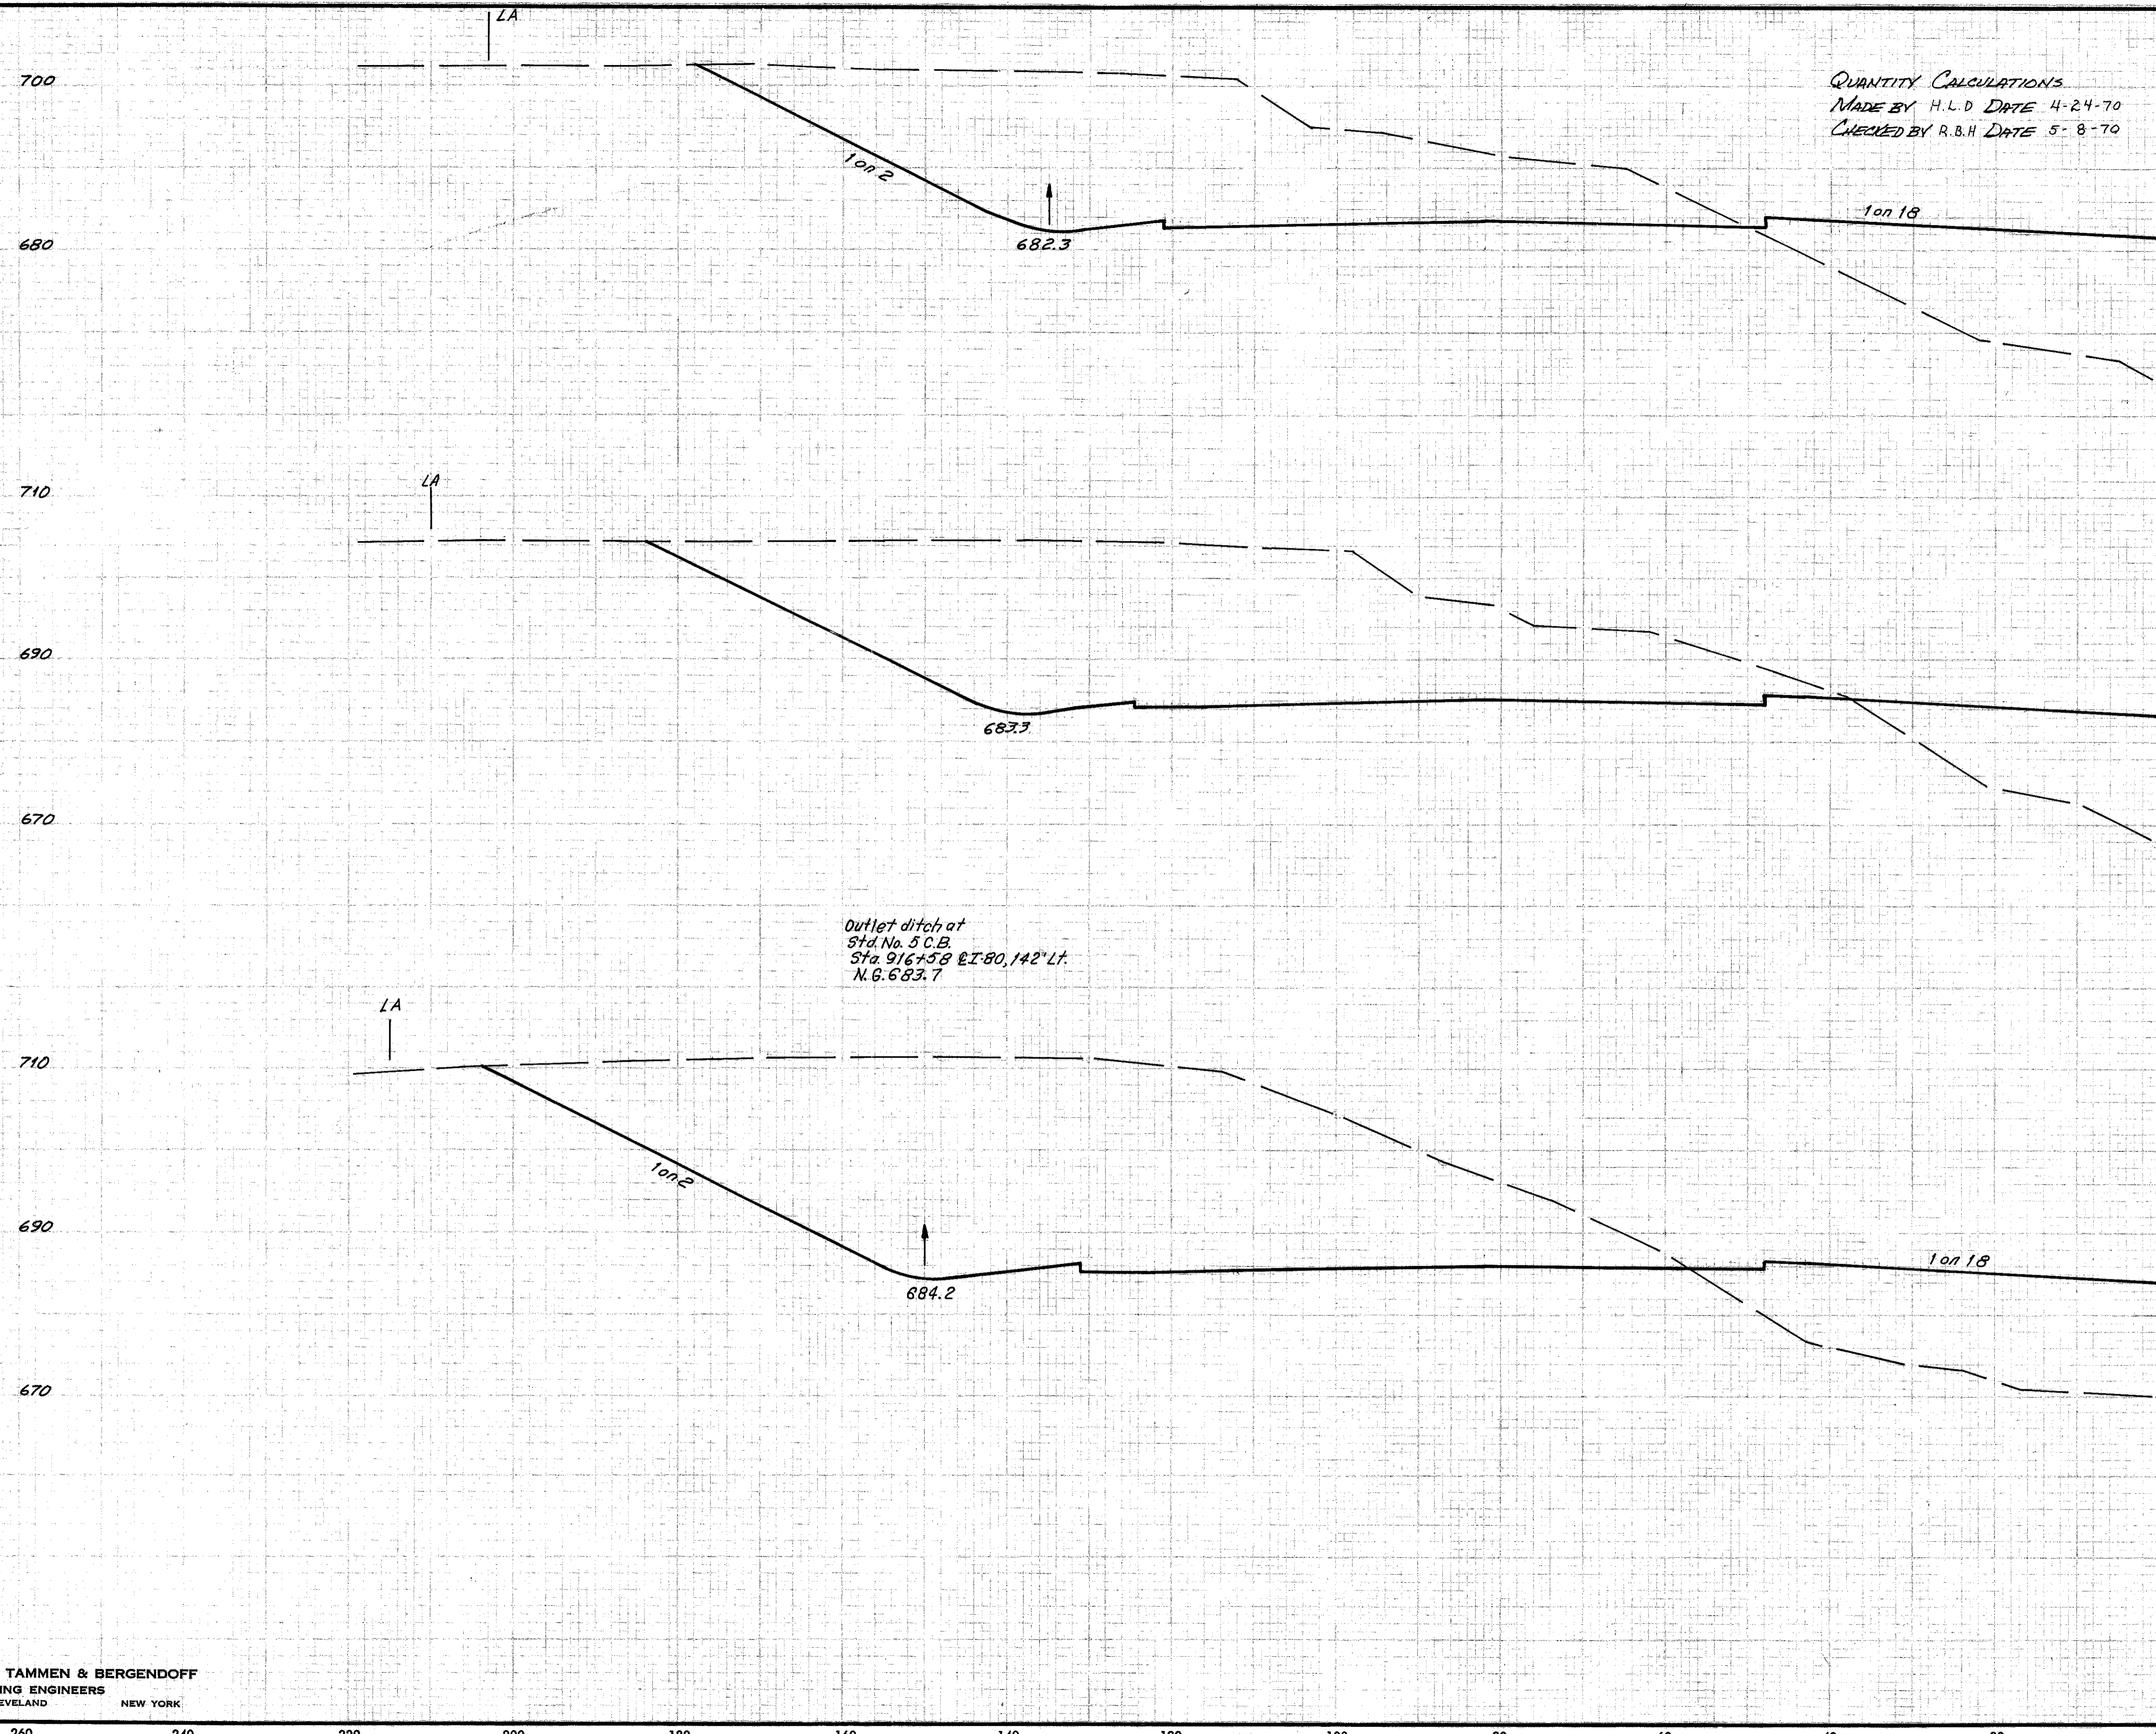 LA
700
QUANTITY CALCULATIONS
MADE BY H.L.D DATE 4-24-70
CHECKED BY R.B.H DATE 5-8-70
1 on 2
1 on 18
680
682.3
LA
710
690
683.3
670
Outlet ditch at
Std. No. 5 C.B.
Sta. 916+58 ℄ I-80, 142' Lt.
N.G. 683.7
LA
710
1 on 2
690
1 on 18
684.2
670
TAMMEN & BERGENDOFF
ING ENGINEERS
EVELAND NEW YORK